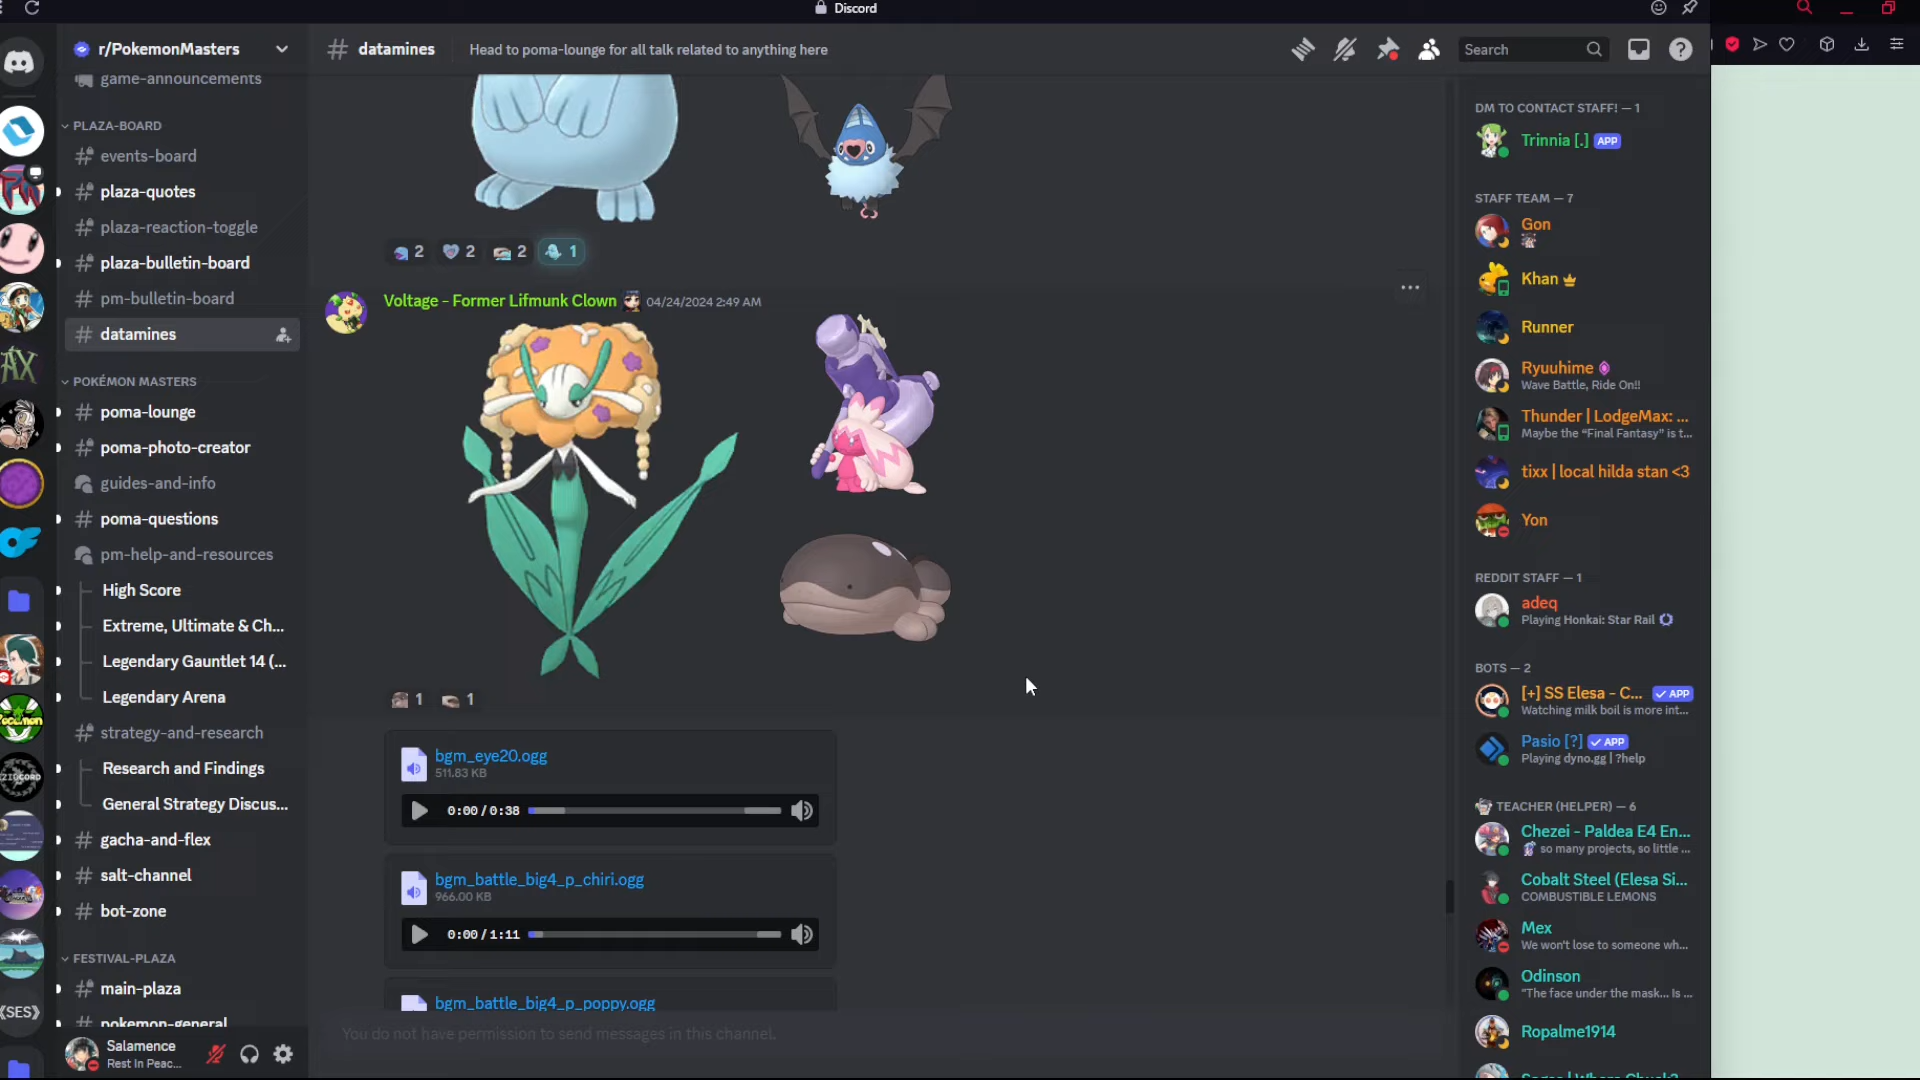 Discord
r/PokemonMasters
game-announcements
PLAZA-BOARD
events-board
plaza-quotes
plaza-reaction-toggle
plaza-bulletin-board
pm-bulletin-board
datamines
POKÉMON MASTERS
poma-lounge
poma-photo-creator
guides-and-info
poma-questions
pm-help-and-resources
High Score
Extreme, Ultimate & Ch...
Legendary Gauntlet 14 (...
Legendary Arena
strategy-and-research
Research and Findings
General Strategy Discus...
gacha-and-flex
salt-channel
bot-zone
FESTIVAL-PLAZA
main-plaza
pokemon-general
Salamence
Rest In Peac...
AX
(SES)
datamines
Head to poma-lounge for all talk related to anything here
Search
2 2 2 1
Voltage - Former Lifmunk Clown 04/24/2024 2:49 AM
1 1
bgm_eye20.ogg
511.83 KB
0:00 / 0:38
bgm_battle_big4_p_chiri.ogg
966.00 KB
0:00 / 1:11
bgm_battle_big4_p_poppy.ogg
You do not have permission to send messages in this channel.
DM TO CONTACT STAFF! — 1
Trinnia [.] APP
STAFF TEAM — 7
Gon
Khan
Runner
Ryuuhime
Wave Battle, Ride On!!
Thunder | LodgeMax: ...
Maybe the "Final Fantasy" is t...
tixx | local hilda stan <3
Yon
REDDIT STAFF — 1
adeq
Playing Honkai: Star Rail
BOTS — 2
[+] SS Elesa - C... APP
Watching milk boil is more int...
Pasio [?] APP
Playing dyno.gg | ?help
TEACHER (HELPER) — 6
Chezei - Paldea E4 En...
so many projects, so little ...
Cobalt Steel (Elesa Si...
COMBUSTIBLE LEMONS
Mex
We won't lose to someone wh...
Odinson
"The face under the mask... Is ...
Ropalme1914